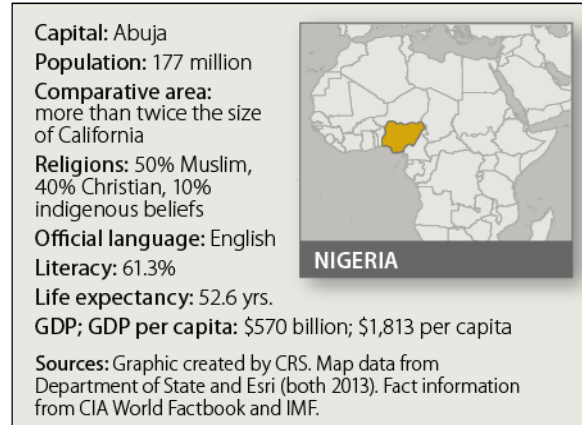 Capital: Abuja
Population: 177 million
Comparative area:
more than twice the size
of California
Religions: 50% Muslim,
40% Christian, 10%
indigenous beliefs
Official language: English
Literacy: 61.3%
Life expectancy: 52.6 yrs.
NIGERIA
GDP; GDP per capita: $570 billion; $1,813 per capita
Sources: Graphic created by CRS. Map data from
Department of State and Esri (both 2013). Fact information
from CIA World Factbook and IMF.